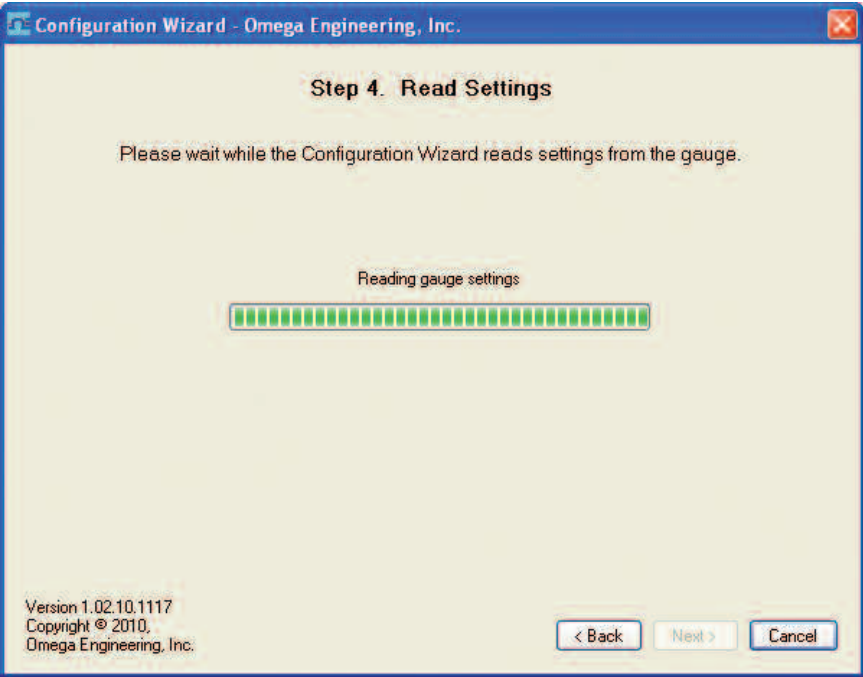 Configuration Wizard - Omega Engineering, Inc.
Step 4. Read Settings
Please wait while the Configuration Wizard reads settings from the gauge.
Reading gauge settings
Version 1.02.10.1117
Copyright © 2010,
Omega Engineering, Inc.
< Back Next > Cancel